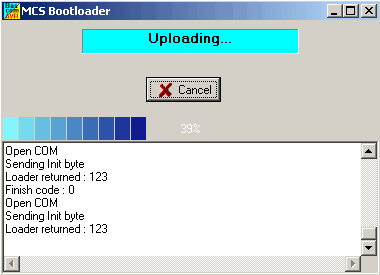 MCS Bootloader
Uploading...
Cancel
39%
Open COM
Sending Init byte
Loader returned : 123
Finish code : 0
Open COM
Sending Init byte
Loader returned : 123